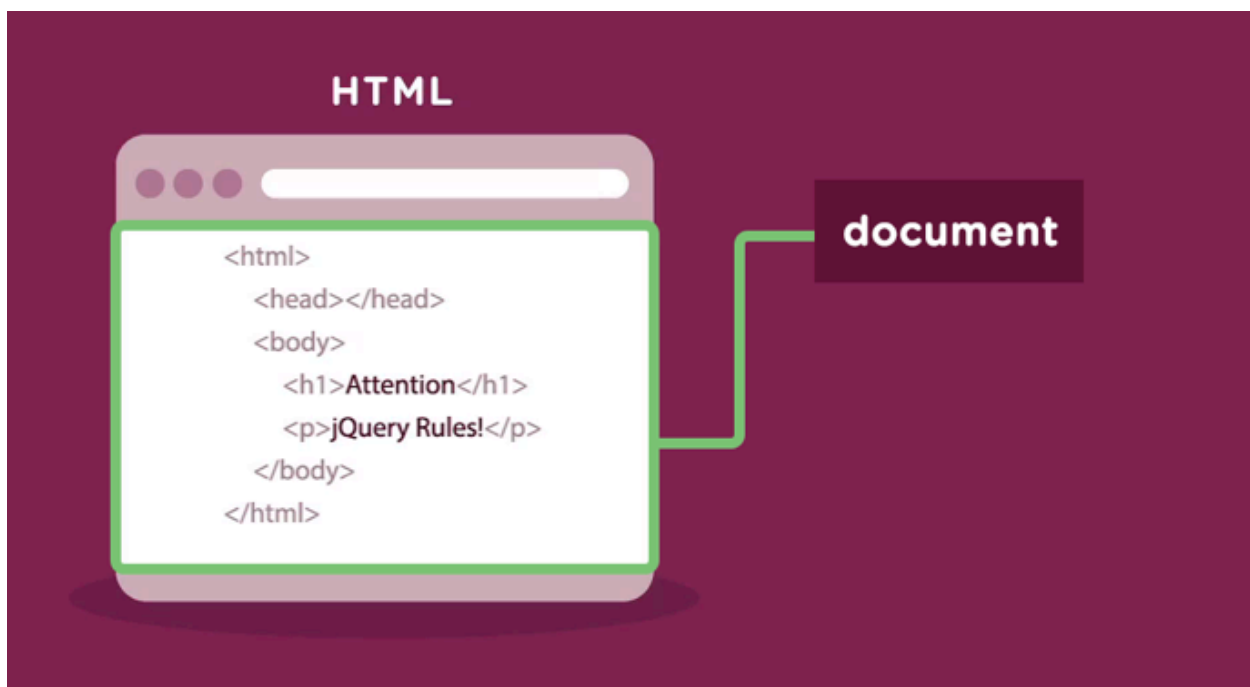 HTML
<html>
<head></head>
<body>
<h1>Attention</h1>
<p>jQuery Rules!</p>
</body>
</html>
document